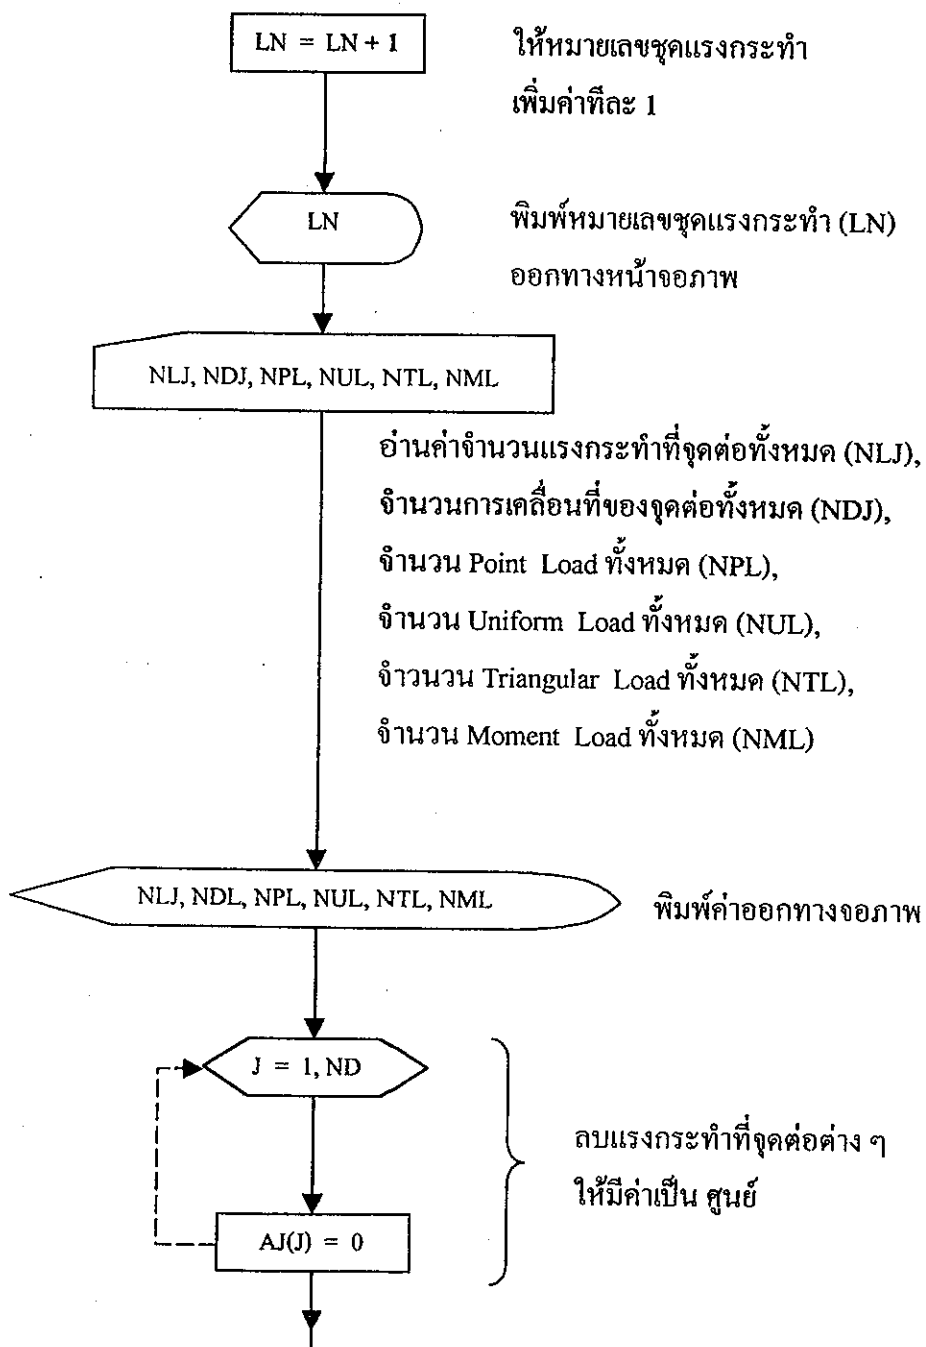 LN = LN + 1
ให้หมายเลขชุดแรงกระทำ
เพิ่มค่าทีละ 1
LN
พิมพ์หมายเลขชุดแรงกระทำ (LN)
ออกทางหน้าจอภาพ
NLJ, NDJ, NPL, NUL, NTL, NML
อ่านค่าจำนวนแรงกระทำที่จุดต่อทั้งหมด (NLJ),
จำนวนการเคลื่อนที่ของจุดต่อทั้งหมด (NDJ),
จำนวน Point Load ทั้งหมด (NPL),
จำนวน Uniform Load ทั้งหมด (NUL),
จำวนวน Triangular Load ทั้งหมด (NTL),
จำนวน Moment Load ทั้งหมด (NML)
NLJ, NDL, NPL, NUL, NTL, NML
พิมพ์ค่าออกทางจอภาพ
J = 1, ND
ลบแรงกระทำที่จุดต่อต่าง ๆ
ให้มีค่าเป็น ศูนย์
AJ(J) = 0